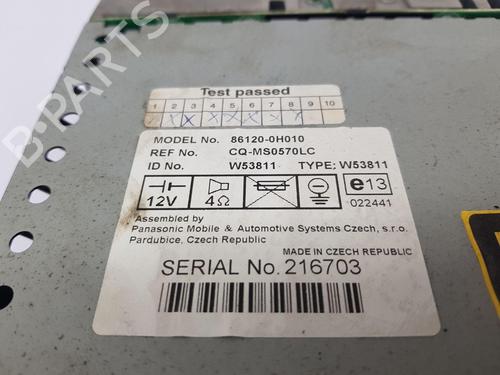 Test passed
1 2 3 4 5 6 7 8 9 10
MODEL No. 86120-0H010
REF No. CQ-MS0570LC
ID No. W53811 TYPE; W53811
12V 4Ω e13
022441
Assembled by
Panasonic Mobile & Automotive Systems Czech, s.r.o.
Pardubice, Czech Republic
MADE IN CZECH REPUBLIC
SERIAL No. 216703